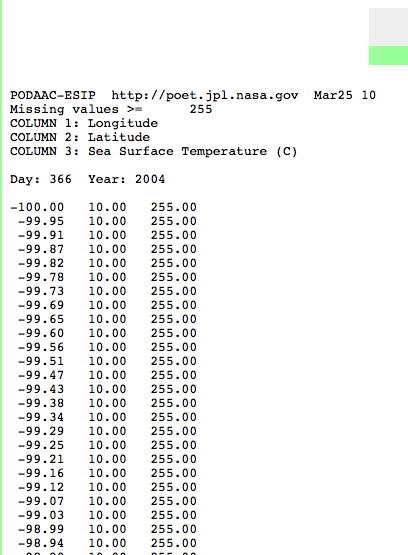 PODAAC-ESIP http://poet.jpl.nasa.gov Mar25 10
Missing values >= 255
COLUMN 1: Longitude
COLUMN 2: Latitude
COLUMN 3: Sea Surface Temperature (C)
Day: 366 Year: 2004
-100.00 10.00 255.00
-99.95 10.00 255.00
-99.91 10.00 255.00
-99.87 10.00 255.00
-99.82 10.00 255.00
-99.78 10.00 255.00
-99.73 10.00 255.00
-99.69 10.00 255.00
-99.65 10.00 255.00
-99.60 10.00 255.00
-99.56 10.00 255.00
-99.51 10.00 255.00
-99.47 10.00 255.00
-99.43 10.00 255.00
-99.38 10.00 255.00
-99.34 10.00 255.00
-99.29 10.00 255.00
-99.25 10.00 255.00
-99.21 10.00 255.00
-99.16 10.00 255.00
-99.12 10.00 255.00
-99.07 10.00 255.00
-99.03 10.00 255.00
-98.99 10.00 255.00
-98.94 10.00 255.00